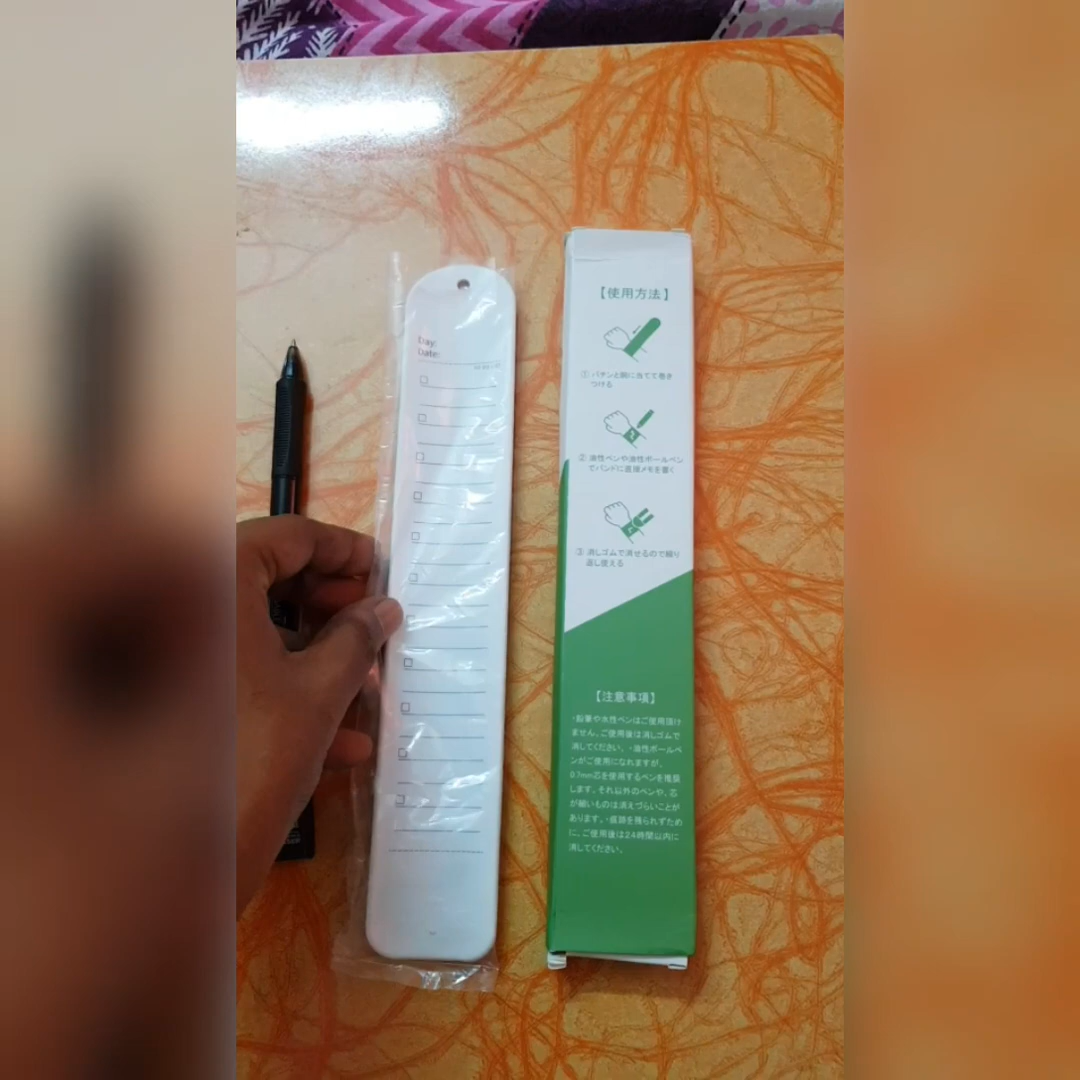 Day:
Date:
【使用方法】
① パチンと腕に当てて巻き
つける
② 油性ペンや油性ボールペン
でバンドに直接メモを書く
③ 消しゴムで消せるので繰り
返し使える
【注意事項】
・鉛筆や水性ペンはご使用頂け
ません。ご使用後は消しゴムで
消してください。・油性ボールペ
ンがご使用になれますが、
0.7mm芯を使用するペンを推奨
します。それ以外のペンや、芯
が細いものは消えづらいことが
あります。・痕跡を残られずため
に、ご使用後は24時間以内に
消してください。